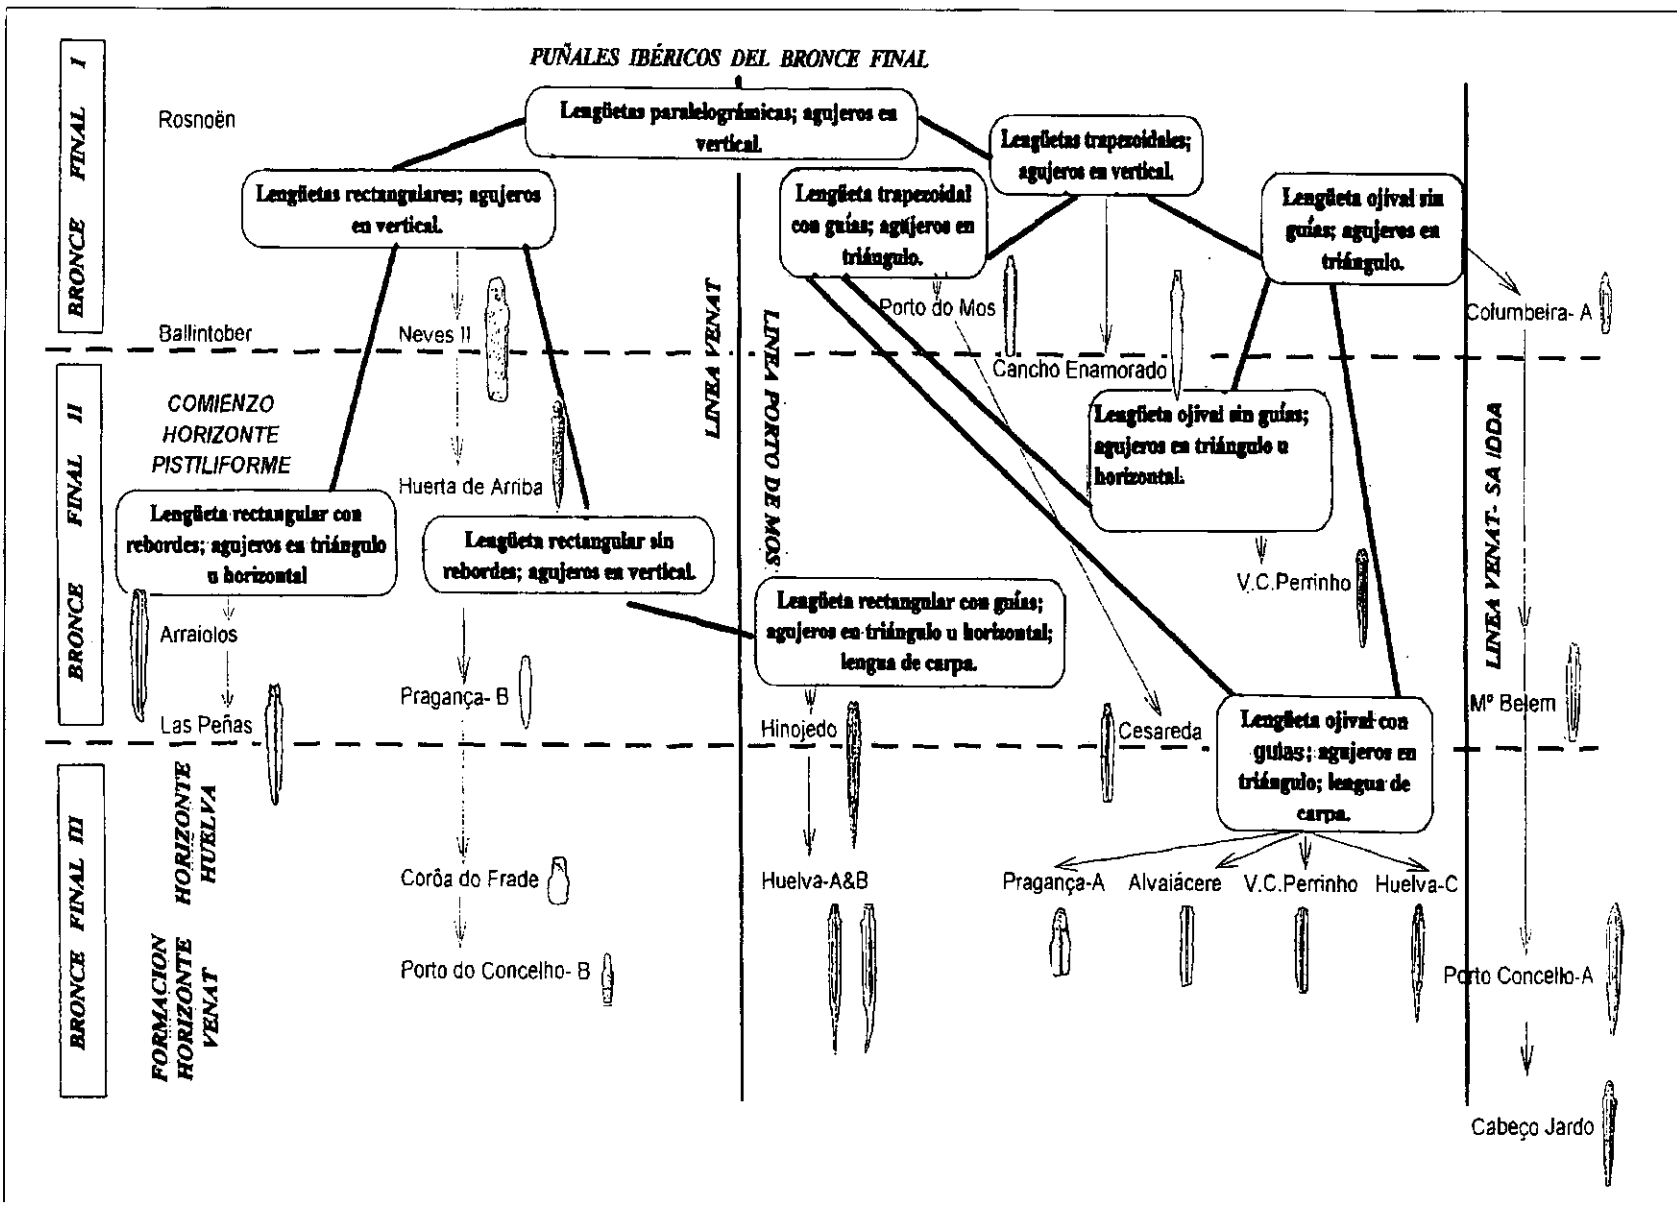 PUÑALES IBÉRICOS DEL BRONCE FINAL
BRONCE FINAL I
Rosnoën
Lengüetas paralelográmicas; agujeros en
vertical.
Lengüetas trapezoidales;
agujeros en vertical.
Lengüetas rectangulares; agujeros
en vertical.
Lengüeta trapezoidal
con guías; agujeros en
triángulo.
Lengüeta ojival sin
guías; agujeros en
triángulo.
Ballintober
Neves II
LINEA VENAT
LINEA PORTO DE MOS
Porto do Mos
Cancho Enamorado
Columbeira- A
BRONCE FINAL II
COMIENZO
HORIZONTE
PISTILIFORME
Huerta de Arriba
Lengüeta ojival sin guías;
agujeros en triángulo u
horizontal.
LINEA VENAT- SA IDDA
Lengüeta rectangular con
rebordes; agujeros en triángulo
u horizontal
Lengüeta rectangular sin
rebordes; agujeros en vertical.
V.C.Perrinho
Lengüeta rectangular con guías;
agujeros en triángulo u horizontal;
lengua de carpa.
Arraiolos
Pragança- B
Las Peñas
Hinojedo
Cesareda
Lengüeta ojival con
guías; agujeros en
triángulo; lengua de
carpa.
Mº Belem
BRONCE FINAL III
HORIZONTE
HUELVA
Corôa do Frade
Huelva-A&B
Pragança-A
Alvaiácere
V.C.Perrinho
Huelva-C
FORMACION
HORIZONTE
VENAT
Porto do Concelho- B
Porto Concelho-A
Cabeço Jardo